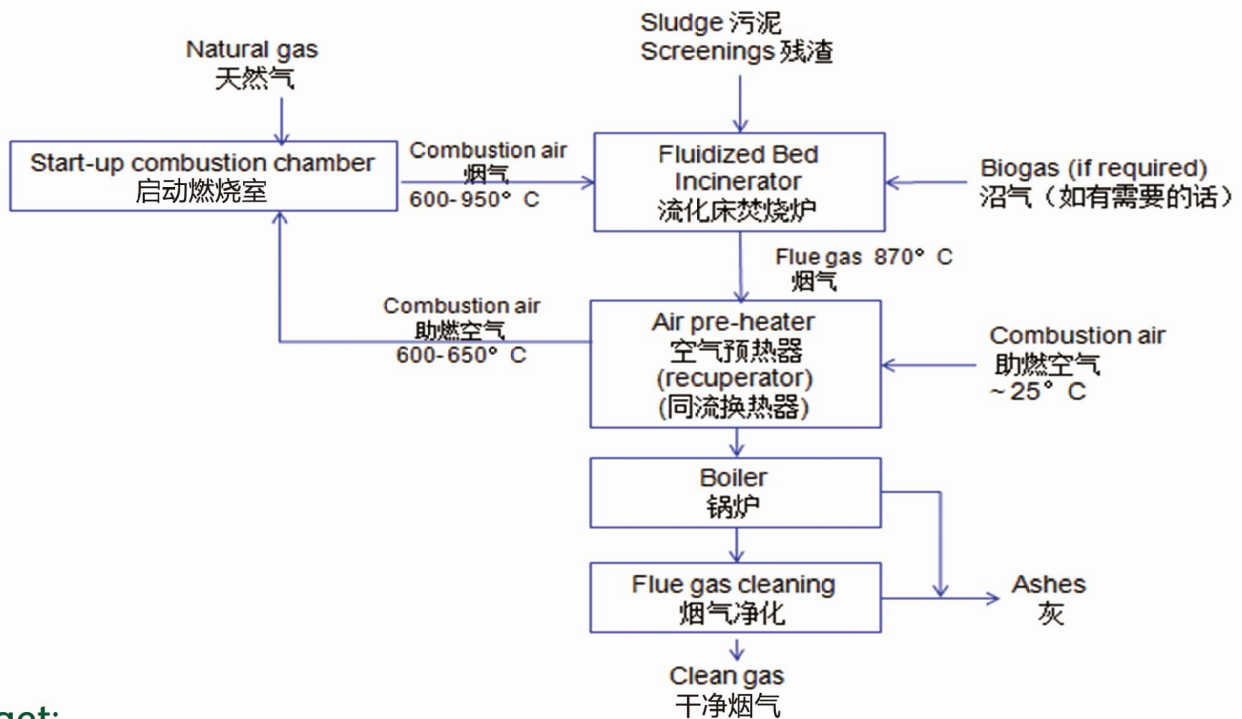 Sludge 污泥
Screenings 残渣
Natural gas
天然气
Start-up combustion chamber
启动燃烧室
Combustion air
烟气
600-950° C
Fluidized Bed
Incinerator
流化床焚烧炉
Biogas (if required)
沼气（如有需要的话）
Flue gas 870° C
烟气
Combustion air
助燃空气
600-650° C
Air pre-heater
空气预热器
(recuperator)
(同流换热器)
Combustion air
助燃空气
~25° C
Boiler
锅炉
Flue gas cleaning
烟气净化
Ashes
灰
Clean gas
干净烟气